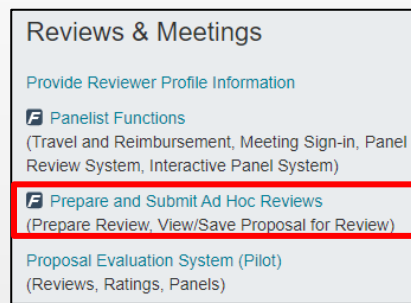 Reviews & Meetings
Provide Reviewer Profile Information
F Panelist Functions
(Travel and Reimbursement, Meeting Sign-in, Panel
Review System, Interactive Panel System)
F Prepare and Submit Ad Hoc Reviews
(Prepare Review, View/Save Proposal for Review)
Proposal Evaluation System (Pilot)
(Reviews, Ratings, Panels)